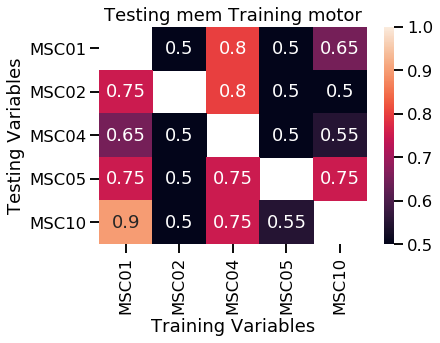 Testing mem Training motor
Testing Variables
MSC01 0.5 0.8 0.5 0.65
MSC02 0.75 0.8 0.5 0.5
MSC04 0.65 0.5 0.5 0.55
MSC05 0.75 0.5 0.75 0.75
MSC10 0.9 0.5 0.75 0.55
MSC01 MSC02 MSC04 MSC05 MSC10
Training Variables
1.0
0.9
0.8
0.7
0.6
0.5